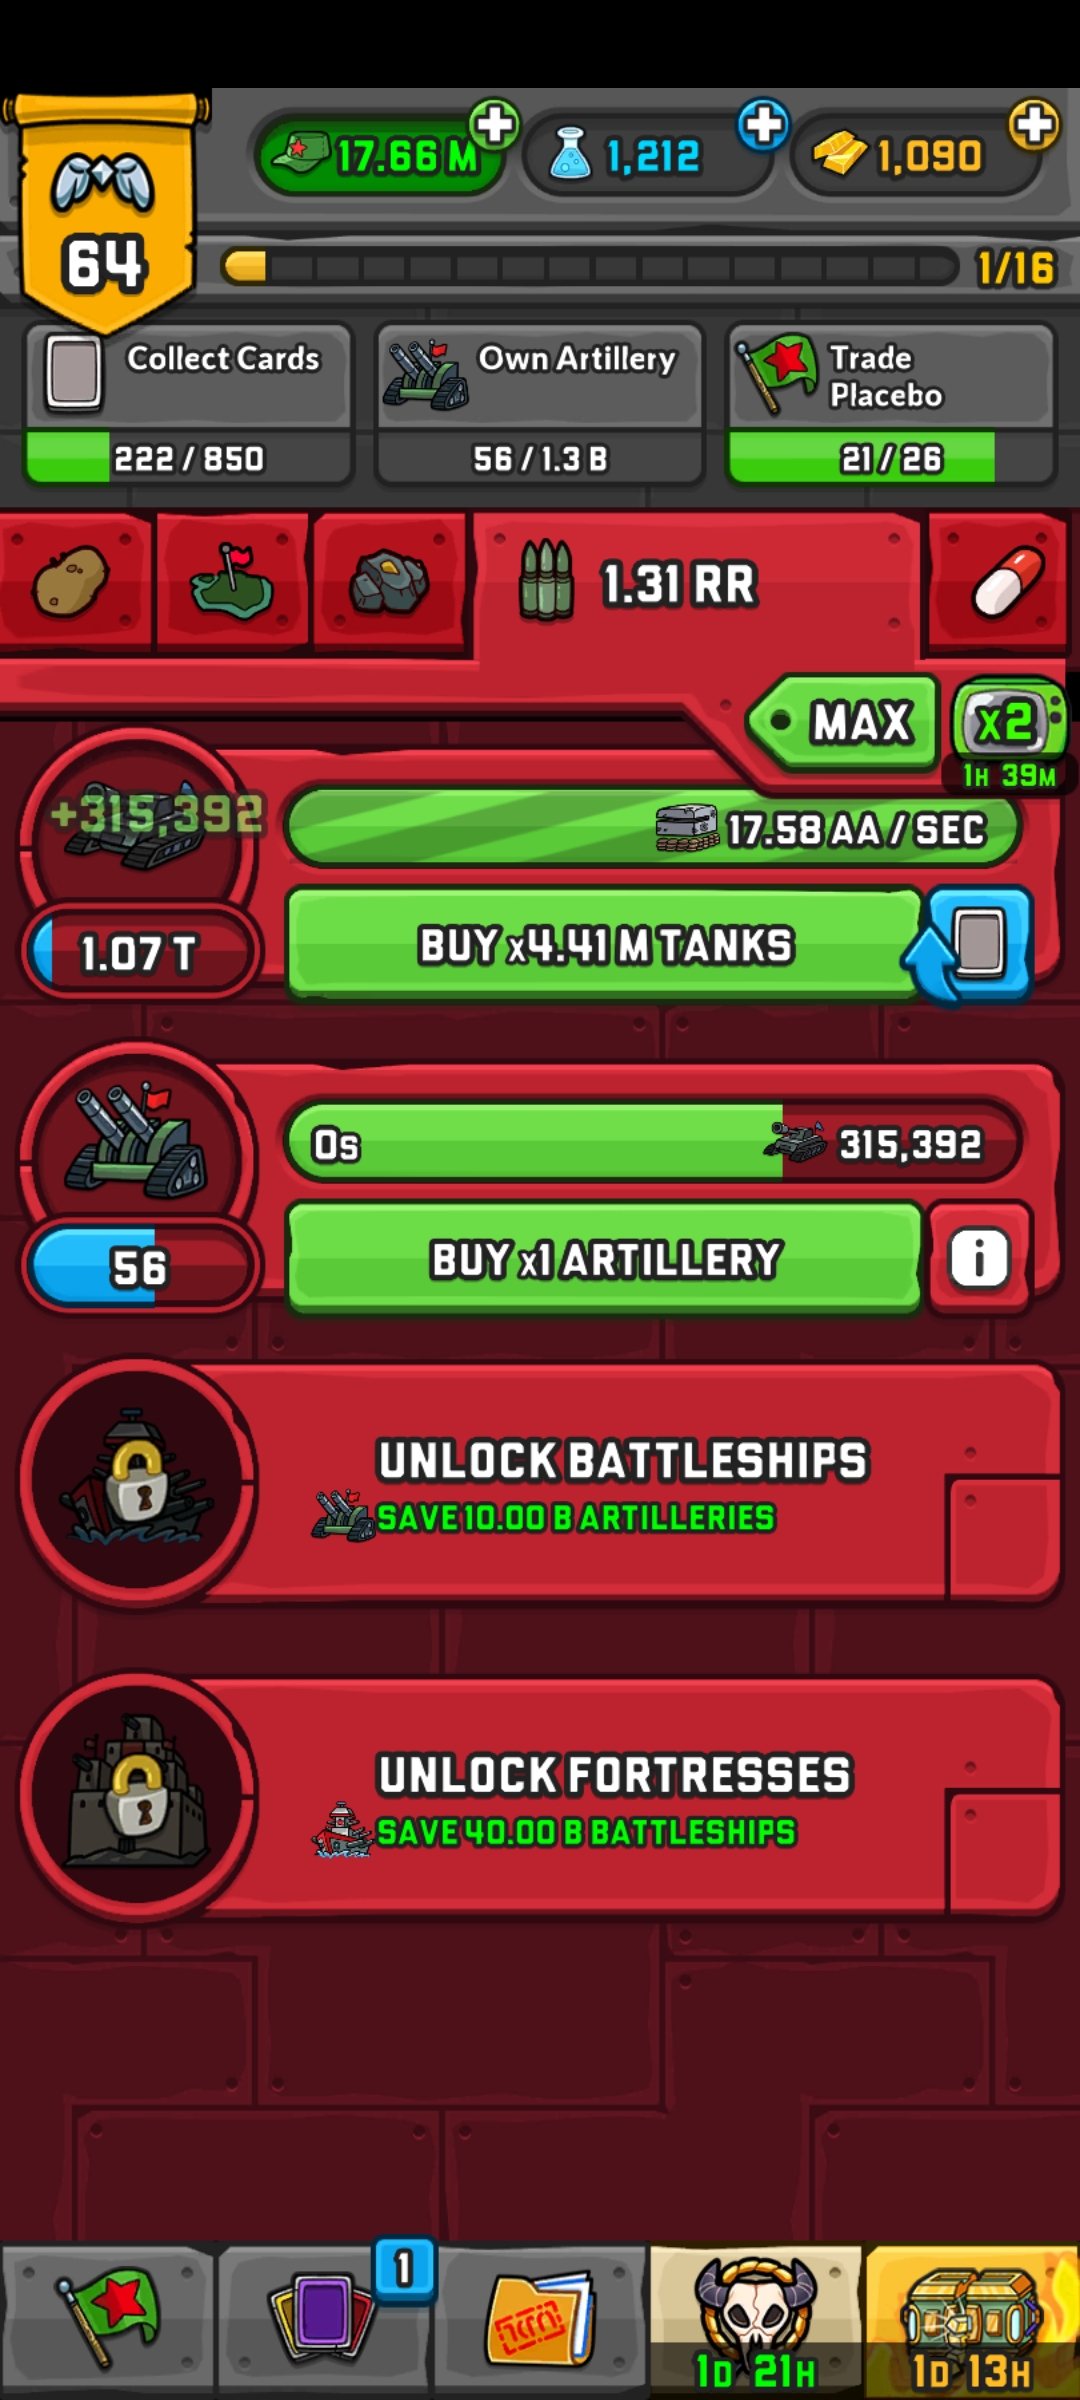 17.66 M
1,212
1,090
64
1/16
Collect Cards
222 / 850
Own Artillery
56 / 1.3 B
Trade
Placebo
21 / 26
1.31 RR
MAX
x2
1H 39M
+315,392
17.58 AA / SEC
1.07 T
BUY x4.41 M TANKS
0s
315,392
56
BUY x1 ARTILLERY
i
UNLOCK BATTLESHIPS
SAVE 10.00 B ARTILLERIES
UNLOCK FORTRESSES
SAVE 40.00 B BATTLESHIPS
1
1D 21H
1D 13H